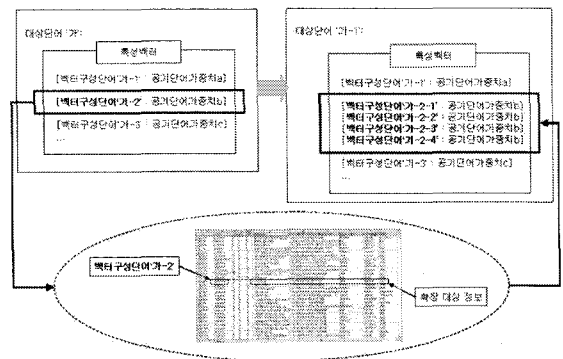 대상단어 '가':
특성벡터
[벡터구성단어'가-1' : 공기단어가중치a]
[벡터구성단어'가-2' : 공기단어가중치b]
[벡터구성단어'가-3 : 공기단어가중치c]
...
대상단어 '가-1':
특성벡터
[벡터구성단어'가-1' : 공기단어가중치a]
[벡터구성단어'가-2-1' : 공기단어가중치b]
[벡터구성단어'가-2-2' : 공기단어가중치b]
[벡터구성단어'가-2-3' : 공기단어가중치b]
[벡터구성단어'가-2-4' : 공기단어가중치b]
[벡터구성단어'가-3' : 공기단어가중치c]
...
벡터구성단어'가-2'
확장 대상 정보